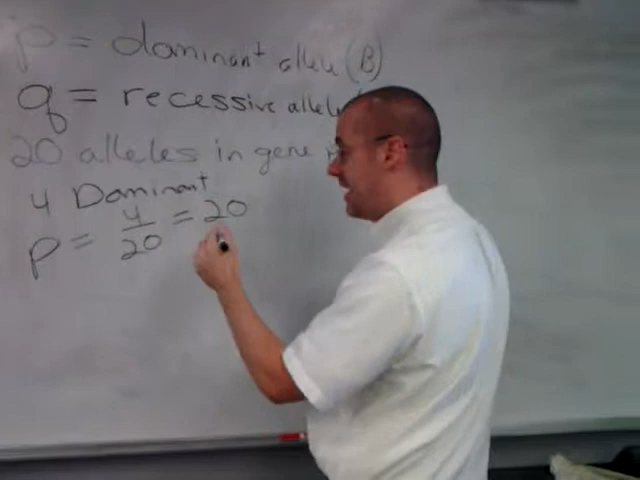 p = dominant allele (B)
q = recessive allele
20 alleles in gene
4 Dominant
p = 4/20 = 20